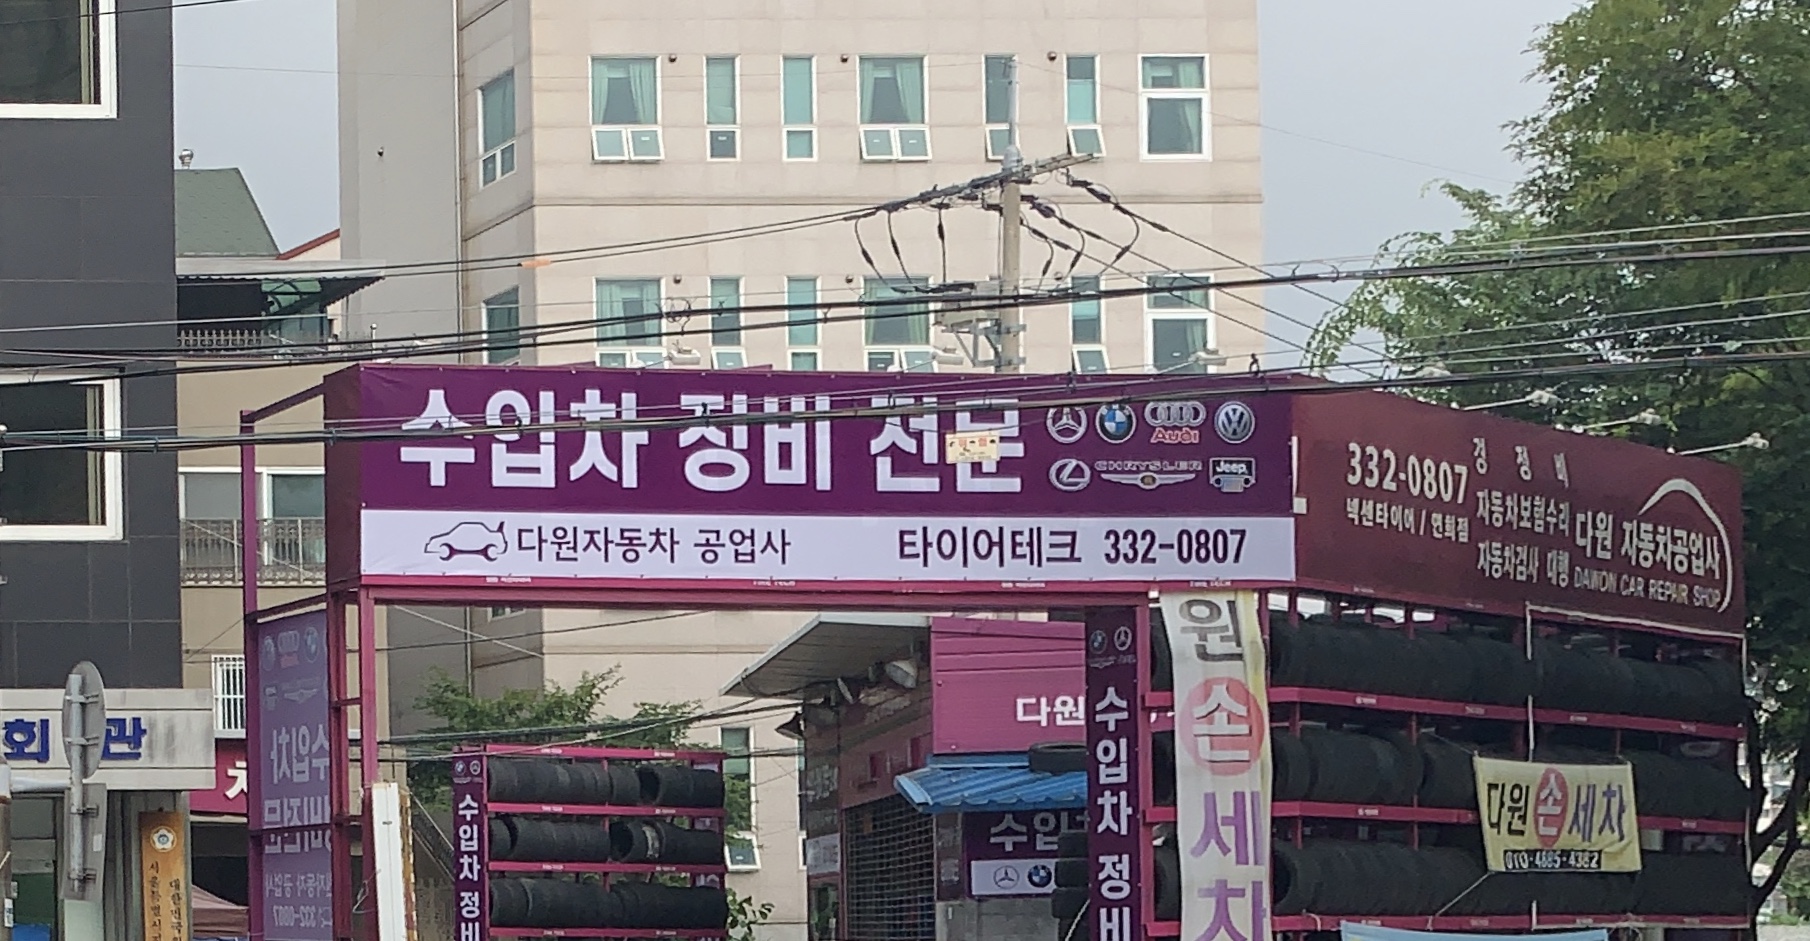 수입차 정비 전문
Audi
CHRYSLER
Jeep
다원자동차 공업사 타이어테크 332-0807
332-0807
넥센타이어 / 연희점
경 정 비
자동차보험수리
자동차검사 대행
다원 자동차공업사
DAWON CAR REPAIR SHOP
회관
다원
수입차 정비
수입차 정비
수입
원손세차
다원손세차
010-4885-4382